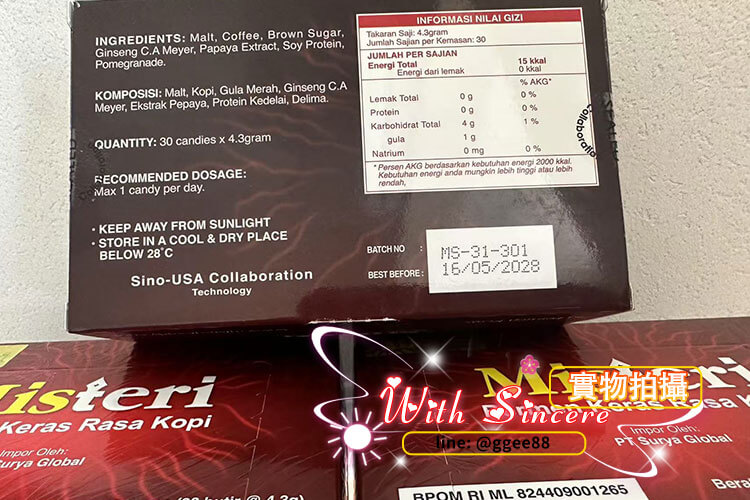 INGREDIENTS: Malt, Coffee, Brown Sugar,
Ginseng C.A Meyer, Papaya Extract, Soy Protein,
Pomegranade.
KOMPOSISI: Malt, Kopi, Gula Merah, Ginseng C.A
Meyer, Ekstrak Pepaya, Protein Kedelai, Delima.
QUANTITY: 30 candies x 4.3gram
RECOMMENDED DOSAGE:
Max 1 candy per day.
• KEEP AWAY FROM SUNLIGHT
• STORE IN A COOL & DRY PLACE
BELOW 28°C
Sino-USA Collaboration
Technology
INFORMASI NILAI GIZI
Takaran Saji: 4.3gram
Jumlah Sajian per Kemasan: 30
JUMLAH PER SAJIAN
Energi Total 15 kkal
Energi dari lemak 0 kkal
% AKG*
Lemak Total 0 g 0 %
Protein 0 g 0 %
Karbohidrat Total 4 g 1 %
gula 1 g
Natrium 0 mg 0 %
* Persen AKG berdasarkan kebutuhan energi 2000 kkal.
Kebutuhan energi anda mungkin lebih tinggi atau lebih
rendah,
BATCH NO : MS-31-301
BEST BEFORE : 16/05/2028
Misteri
Keras Rasa Kopi
Impor Oleh:
PT Surya Global
BPOM RI ML 824409001265
實物拍攝
With Sincere
line: @ggee88